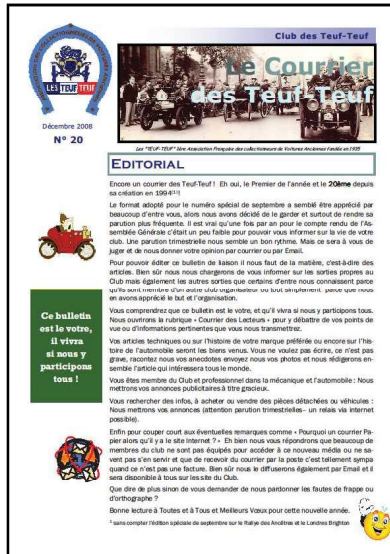 Club des Teuf-Teuf
Le Courrier
des Teuf Teuf
LES TEUF TEUF
Décembre 2008
N° 20
Les "TEUF-TEUF" 1ère Association Française des collectionneurs de Voitures Anciennes Fondée en 1935
EDITORIAL
Encore un courrier des Teuf-Teuf ! Eh oui, le Premier de l'année et le 20ème depuis
sa création en 1994(1)!
Le format adopté pour le numéro spécial de septembre a semblé être apprécié par
beaucoup d'entre vous, alors nous avons décidé de le garder et surtout de rendre sa
parution plus fréquente. Il est vrai qu'une fois par an pour le compte rendu de l'As-
semblée Générale c'était un peu faible pour pouvoir vous informer sur la vie de votre
club. Une parution trimestrielle nous semble un bon rythme. Mais ce sera à vous de
juger et de nous donner votre opinion par courrier ou par Email.
Pour pouvoir éditer ce bulletin de liaison il nous faut de la matière, c'est-à-dire des
articles. Bien sûr nous nous chargerons de vous informer sur les sorties propres au
Club mais également les autres sorties que certains d'entre nous connaissent parce
qu'ils sont membre d'un autre club organisateur ou tout simplement parce que nous
en avons apprécié le but et l'organisation.
Vous comprendrez que ce bulletin est le votre, et qu'il vivra si nous y participons tous.
Nous ouvrirons la rubrique « Courrier des Lecteurs » pour y débattre de vos points de
vue ou d'informations pertinentes que vous nous transmettrez.
Vos articles techniques ou sur l'histoire de votre marque préférée ou encore sur l'his-
toire de l'automobile seront les biens venus. Vous ne voulez pas écrire, ce n'est pas
grave, racontez nous vos anecdotes envoyez nous vos photos et nous rédigerons en-
semble l'article qui intéressera tous le monde.
Vous êtes membre du Club et professionnel dans la mécanique et l'automobile : Nous
mettrons vos annonces publicitaires à titre gracieux.
Vous rechercher des infos, à acheter ou vendre des pièces détachées ou véhicules :
Nous mettrons vos annonces (attention parution trimestrielles– un relais via internet
possible).
Enfin pour couper court aux éventuelles remarques comme « Pourquoi un courrier Pa-
pier alors qu'il y a le site Internet ? » Eh bien nous vous répondrons que beaucoup de
membres du club ne sont pas équipés pour accéder à ce nouveau média ou ne sa-
vent pas s'en servir et que de recevoir du courrier par la poste c'est tellement sympa
quand ce n'est pas une facture. Bien sûr nous le diffuserons également par Email et il
sera disponible à tous sur les site du Club.
Que dire de plus sinon de vous demander de nous pardonner les fautes de frappe ou
d'orthographe ?
Bonne lecture à Toutes et à Tous et Meilleurs Vœux pour cette nouvelle année.
1 sans compter l'édition spéciale de septembre sur le Rallye des Ancêtres et le Londres Brighton
Ce bulletin
est le votre,
il vivra
si nous y
participons
tous !